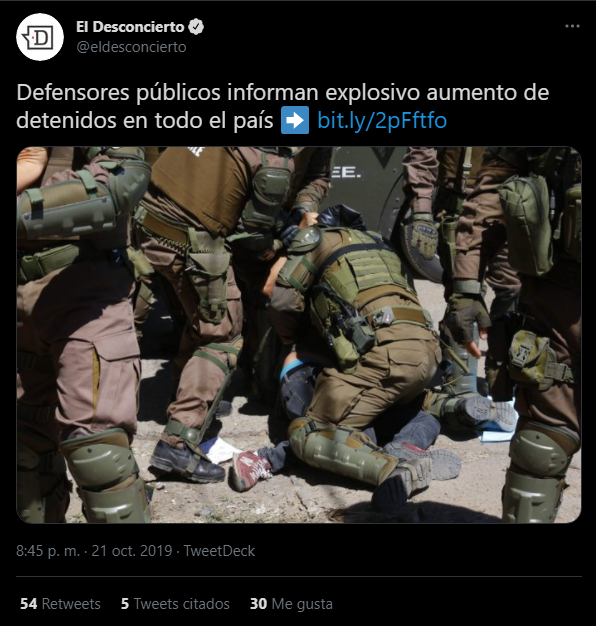 El Desconcierto
@eldesconcierto
D
Defensores públicos informan explosivo aumento de
detenidos en todo el país ➡ bit.ly/2pFftfo
EE.
8:45 p. m. · 21 oct. 2019 · TweetDeck
54 Retweets 5 Tweets citados 30 Me gusta